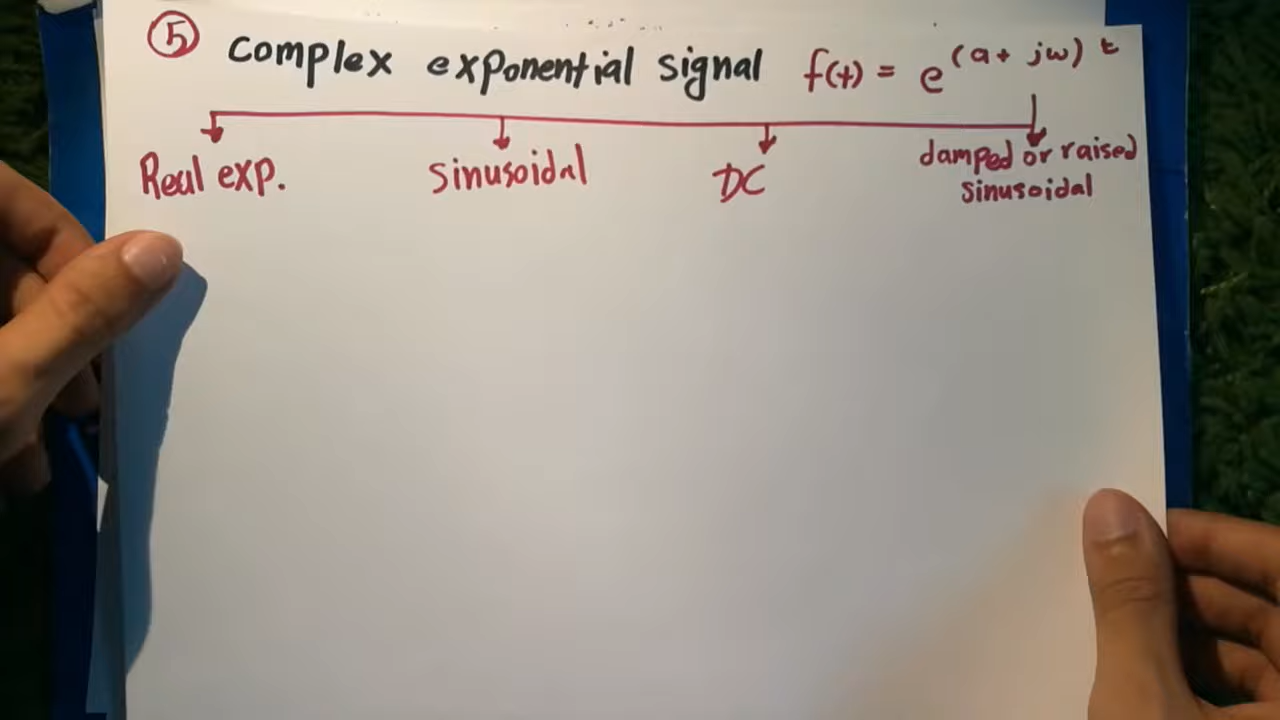 ⑤ complex exponential signal f(t) = e^(a+ jω) t
Real exp.
sinusoidal
DC
damped or raised
sinusoidal